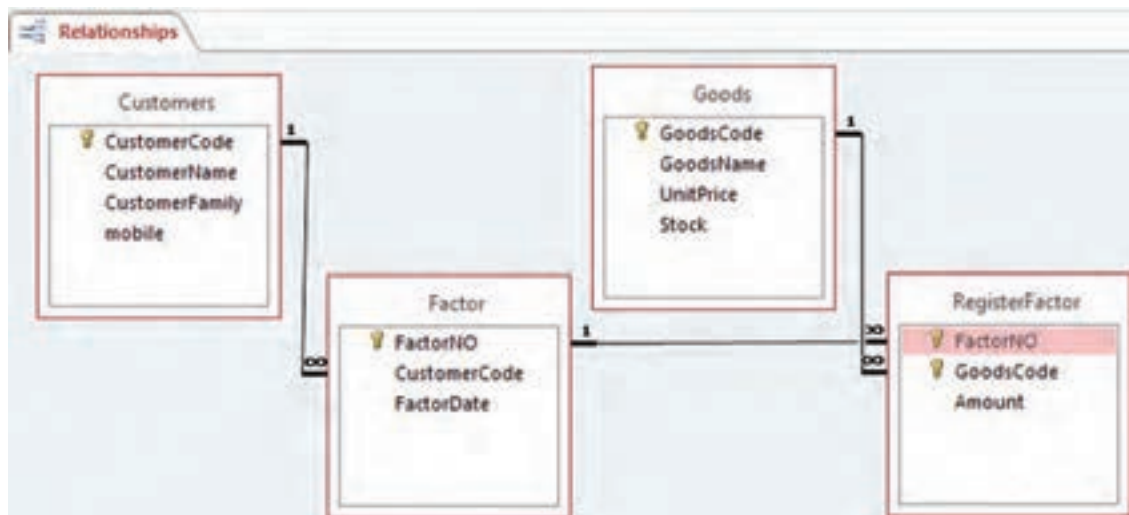 Relationships
Customers
CustomerCode
CustomerName
CustomerFamily
mobile
1
∞
Goods
GoodsCode
GoodsName
UnitPrice
Stock
1
Factor
FactorNO
CustomerCode
FactorDate
1
∞
∞
RegisterFactor
FactorNO
GoodsCode
Amount